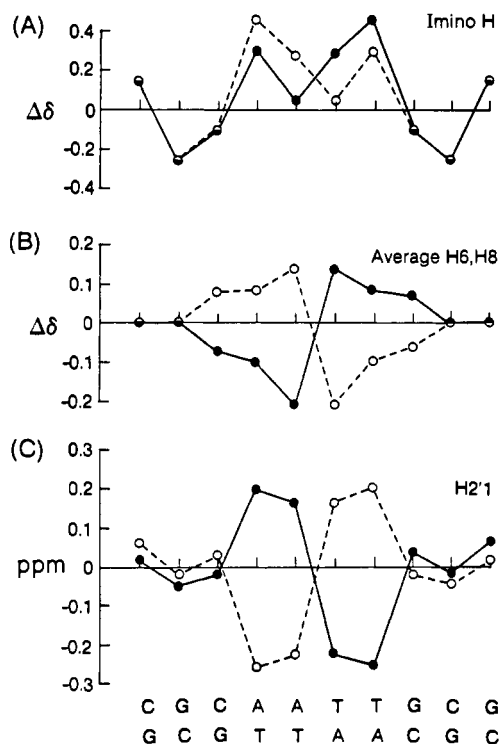 (A)
Imino H
0.4
0.2
0
Δδ
-0.2
-0.4
(B)
Average H6,H8
0.2
0.1
0
Δδ
-0.1
-0.2
(C)
H2'1
0.3
0.2
0.1
ppm 0
-0.1
-0.2
-0.3
C G C A A T T G C G
G C G T T A A C G C